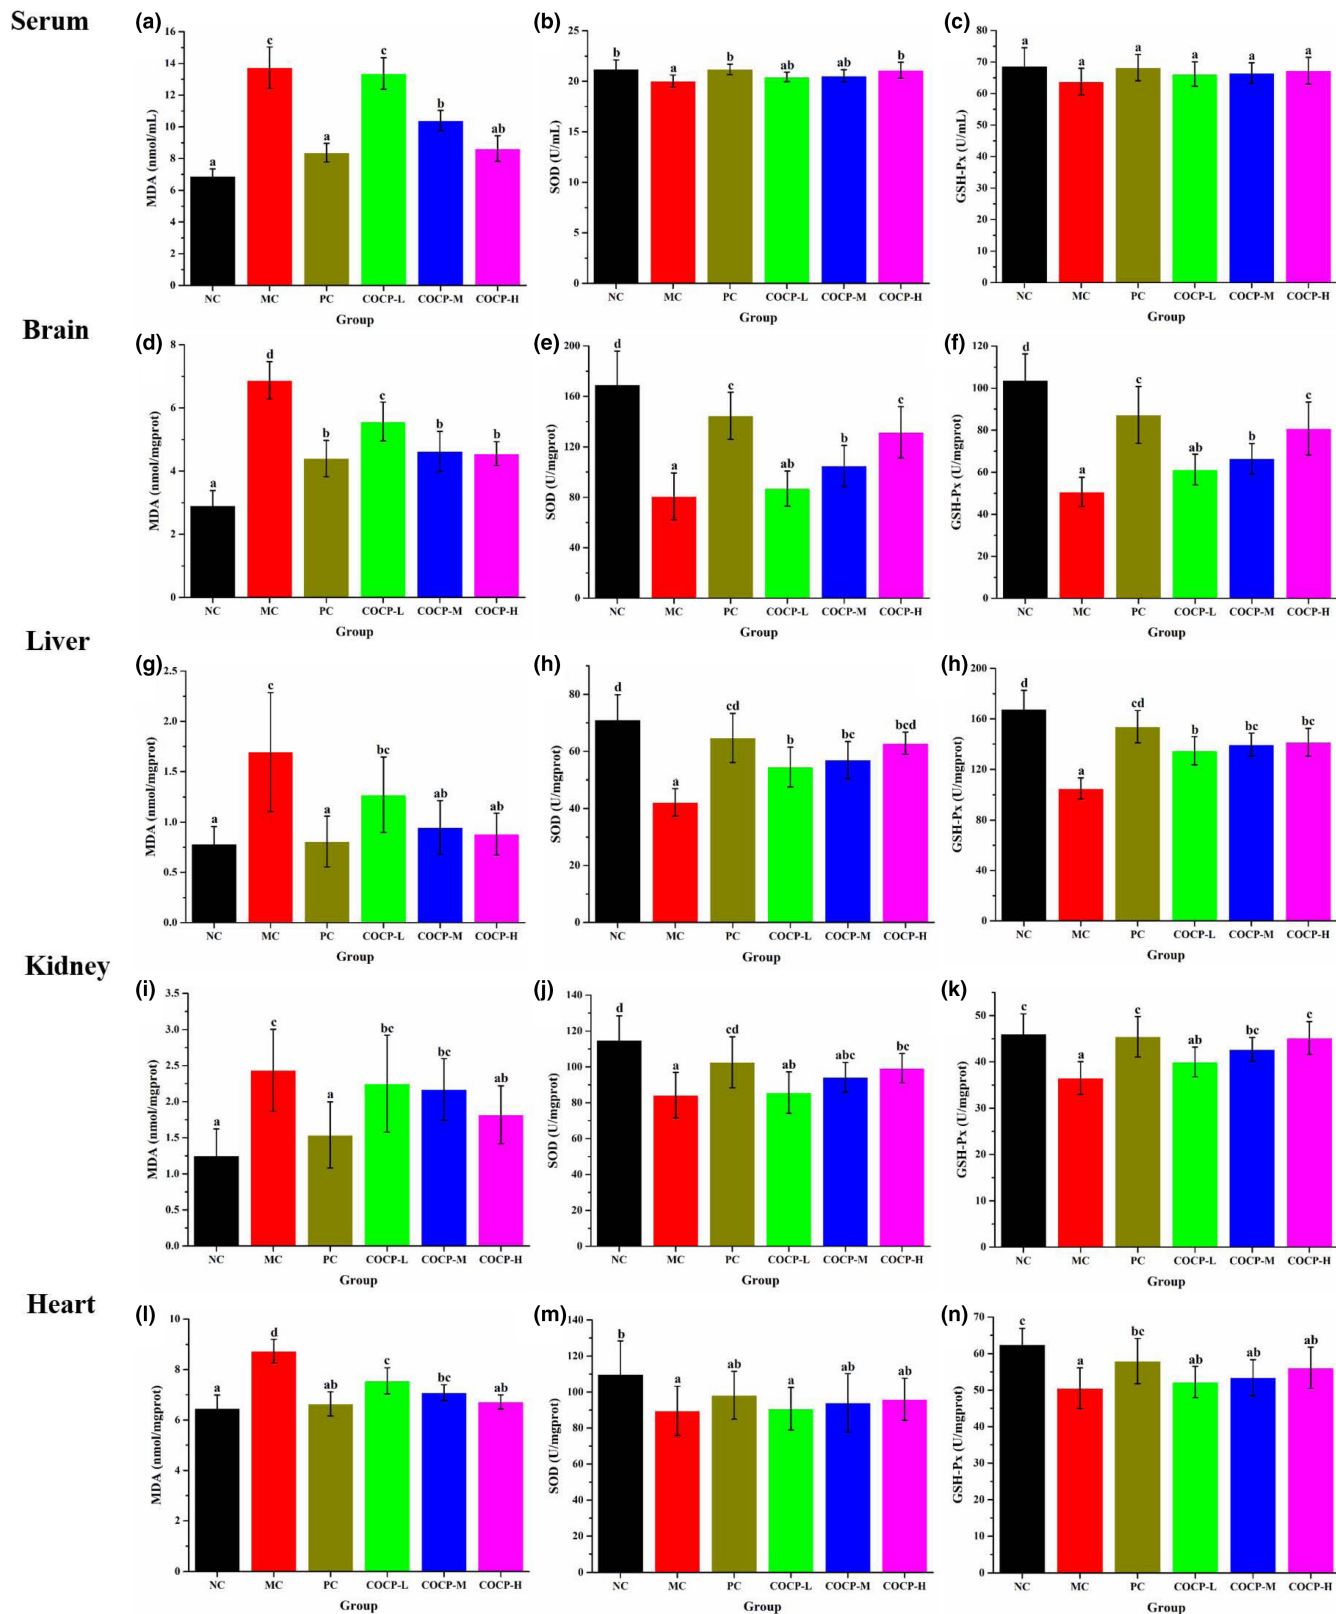 Serum
(a)
16
14
12
10
8
6
4
2
0
MDA (nmol/mL)
a
c
a
c
b
ab
NC MC PC COCP-L COCP-M COCP-H
Group
(b)
25
20
15
10
5
0
SOD (U/mL)
b
a
b
ab
ab
b
NC MC PC COCP-L COCP-M COCP-H
Group
(c)
80
70
60
50
40
30
20
10
0
GSH-Px (U/mL)
a
a
a
a
a
a
NC MC PC COCP-L COCP-M COCP-H
Group
Brain
(d)
8
6
4
2
0
MDA (nmol/mgprot)
a
d
b
c
b
b
NC MC PC COCP-L COCP-M COCP-H
Group
(e)
200
160
120
80
40
0
SOD (U/mgprot)
d
a
c
ab
b
c
NC MC PC COCP-L COCP-M COCP-H
Group
(f)
120
100
80
60
40
20
0
GSH-Px (U/mgprot)
d
a
c
ab
b
c
NC MC PC COCP-L COCP-M COCP-H
Group
Liver
(g)
2.5
2.0
1.5
1.0
0.5
0.0
MDA (nmol/mgprot)
a
c
a
bc
ab
ab
NC MC PC COCP-L COCP-M COCP-H
Group
(h)
80
60
40
20
0
SOD (U/mgprot)
d
a
cd
b
bc
bcd
NC MC PC COCP-L COCP-M COCP-H
Group
(h)
200
160
120
80
40
0
GSH-Px (U/mgprot)
d
a
cd
b
bc
bc
NC MC PC COCP-L COCP-M COCP-H
Group
Kidney
(i)
3.5
3.0
2.5
2.0
1.5
1.0
0.5
0.0
MDA (nmol/mgprot)
a
c
a
bc
bc
ab
NC MC PC COCP-L COCP-M COCP-H
Group
(j)
140
120
100
80
60
40
20
0
SOD (U/mgprot)
d
a
cd
ab
abc
bc
NC MC PC COCP-L COCP-M COCP-H
Group
(k)
50
40
30
20
10
0
GSH-Px (U/mgprot)
c
a
c
ab
bc
c
NC MC PC COCP-L COCP-M COCP-H
Group
Heart
(l)
10
8
6
4
2
0
MDA (nmol/mgprot)
a
d
ab
c
bc
ab
NC MC PC COCP-L COCP-M COCP-H
Group
(m)
140
120
110
100
80
60
40
20
0
SOD (U/mgprot)
b
a
ab
a
ab
ab
NC MC PC COCP-L COCP-M COCP-H
Group
(n)
70
60
50
40
30
20
10
0
GSH-Px (U/mgprot)
c
a
bc
ab
ab
ab
NC MC PC COCP-L COCP-M COCP-H
Group